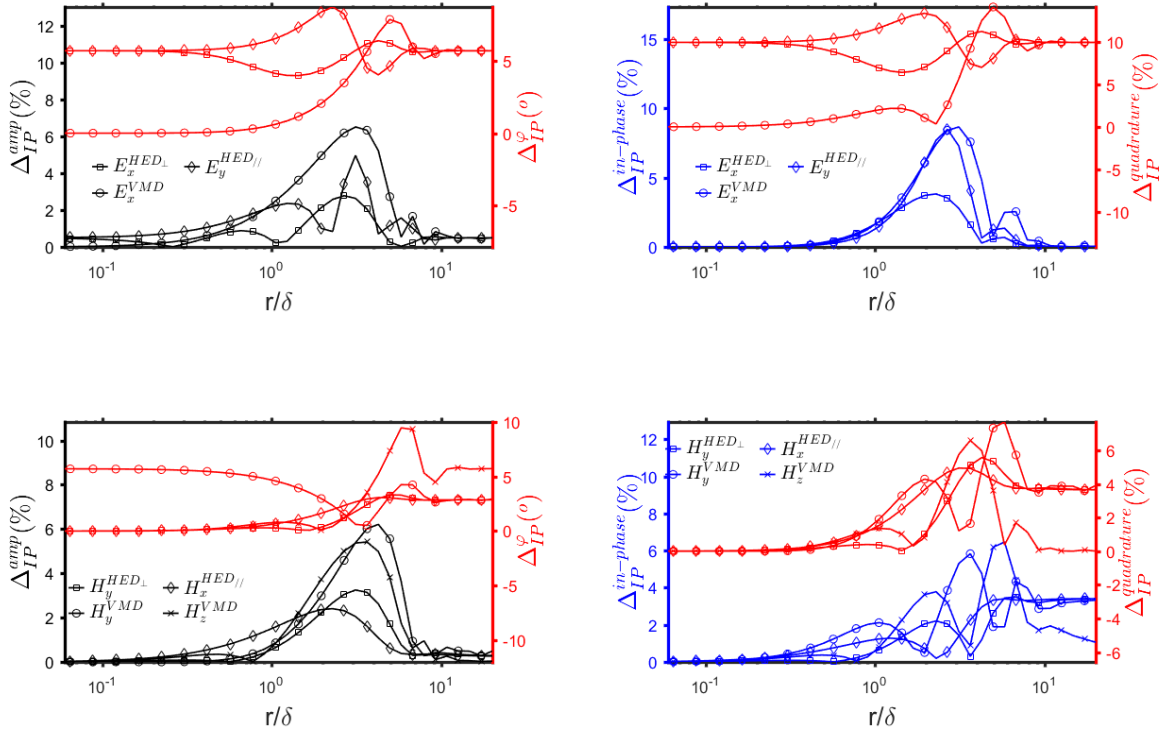 Δ_IP^amp (%)
12
10
8
6
4
2
0
10^-1
10^0
10^1
r/δ
5
0
-5
Δ_IP^φ (°)
E_x^{HED⊥}
E_y^{HED//}
E_x^{VMD}
Δ_IP^{in-phase} (%)
15
10
5
0
10^-1
10^0
10^1
r/δ
10
5
0
-5
-10
Δ_IP^{quadrature} (%)
E_x^{HED⊥}
E_y^{HED//}
E_x^{VMD}
Δ_IP^amp (%)
10
8
6
4
2
0
10^-1
10^0
10^1
r/δ
10
5
0
-5
-10
Δ_IP^φ (°)
H_y^{HED⊥}
H_x^{HED//}
H_y^{VMD}
H_z^{VMD}
Δ_IP^{in-phase} (%)
12
10
8
6
4
2
0
10^-1
10^0
10^1
r/δ
6
4
2
0
-2
-4
-6
Δ_IP^{quadrature} (%)
H_y^{HED⊥}
H_x^{HED//}
H_y^{VMD}
H_z^{VMD}